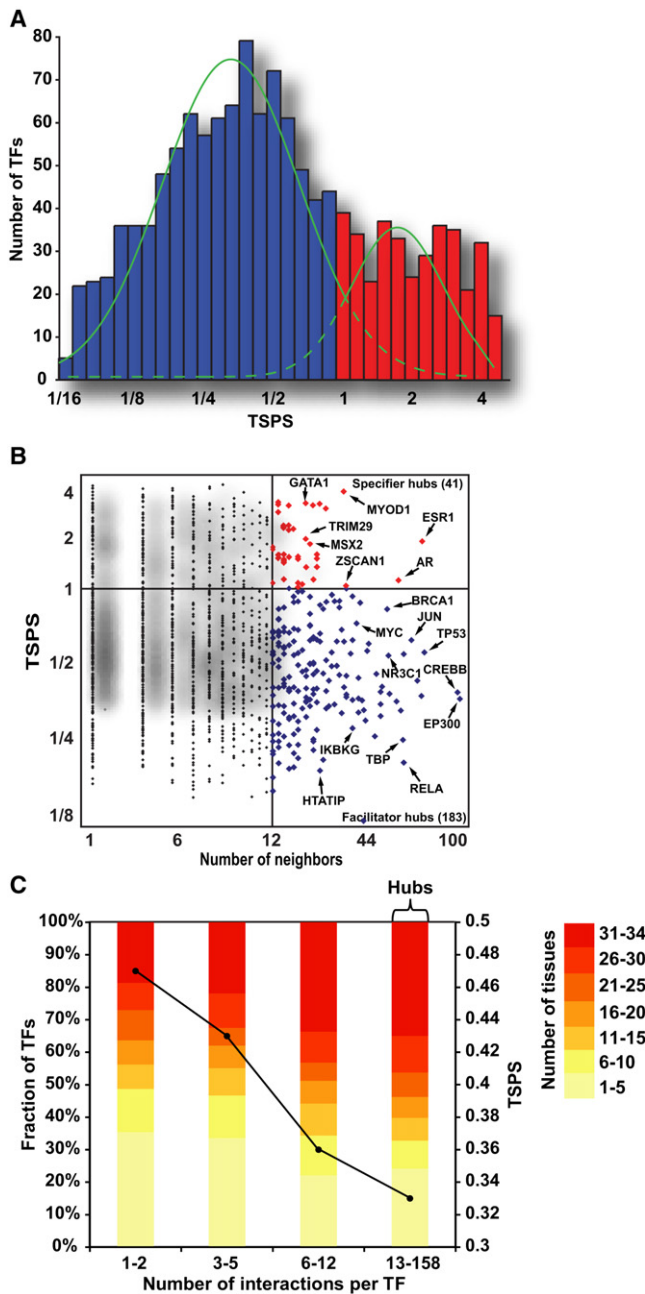 A
80
70
60
50
40
30
20
10
0
Number of TFs
1/16 1/8 1/4 1/2 1 2 4
TSPS
B
4
2
1
1/2
1/4
1/8
TSPS
GATA1
Specifier hubs (41)
MYOD1
ESR1
TRIM29
MSX2
ZSCAN1
AR
BRCA1
JUN
MYC
TP53
NR3C1
CREBB
EP300
IKBKG
TBP
RELA
HTATIP
Facilitator hubs (183)
1 6 12 44 100
Number of neighbors
C
Hubs
100%
90%
80%
70%
60%
50%
40%
30%
20%
10%
0%
Fraction of TFs
0.5
0.48
0.46
0.44
0.42
0.4
0.38
0.36
0.34
0.32
0.3
TSPS
1-2 3-5 6-12 13-158
Number of interactions per TF
Number of tissues
31-34
26-30
21-25
16-20
11-15
6-10
1-5